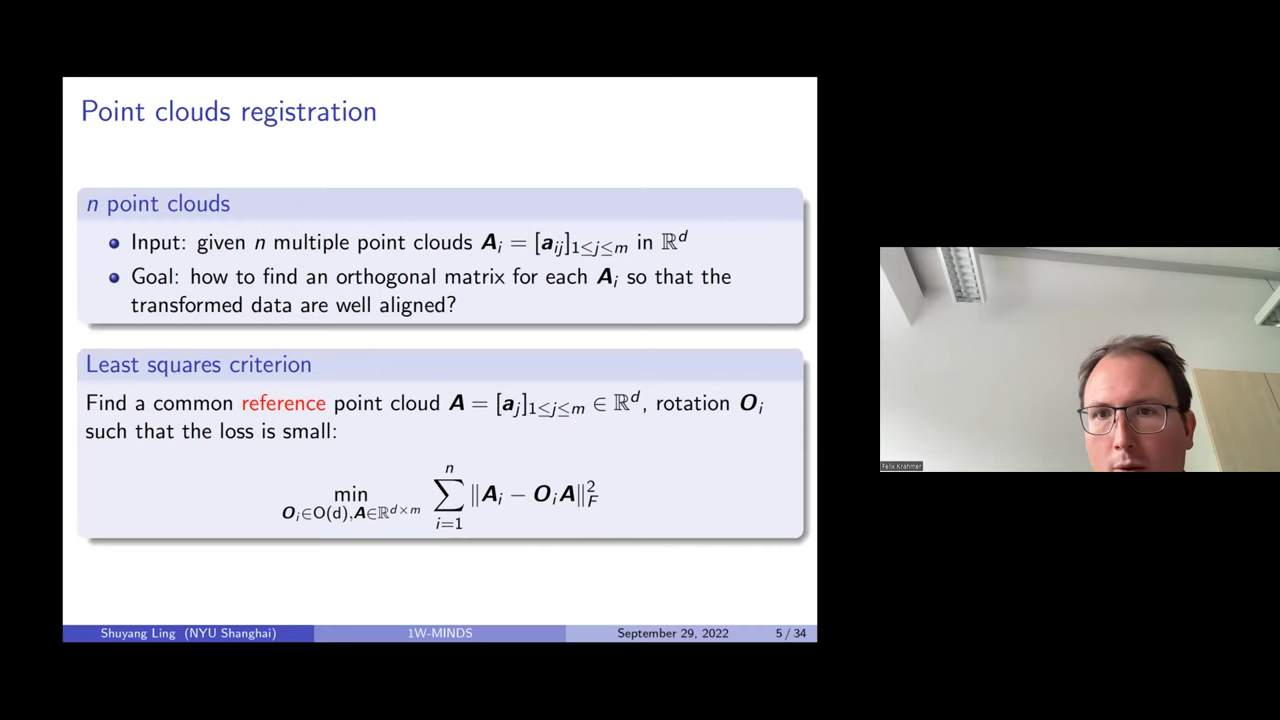 Point clouds registration
n point clouds
Input: given n multiple point clouds A_i = [a_{ij}]_{1≤j≤m} in ℝ^d
Goal: how to find an orthogonal matrix for each A_i so that the
transformed data are well aligned?
Least squares criterion
Find a common reference point cloud A = [a_j]_{1≤j≤m} ∈ ℝ^d, rotation O_i
such that the loss is small:
min_{O_i∈O(d),A∈ℝ^{d×m}} ∑_{i=1}^{n} ‖A_i − O_iA‖_F^2
Shuyang Ling (NYU Shanghai) 1W-MINDS September 29, 2022 5 / 34
Felix Krahmer